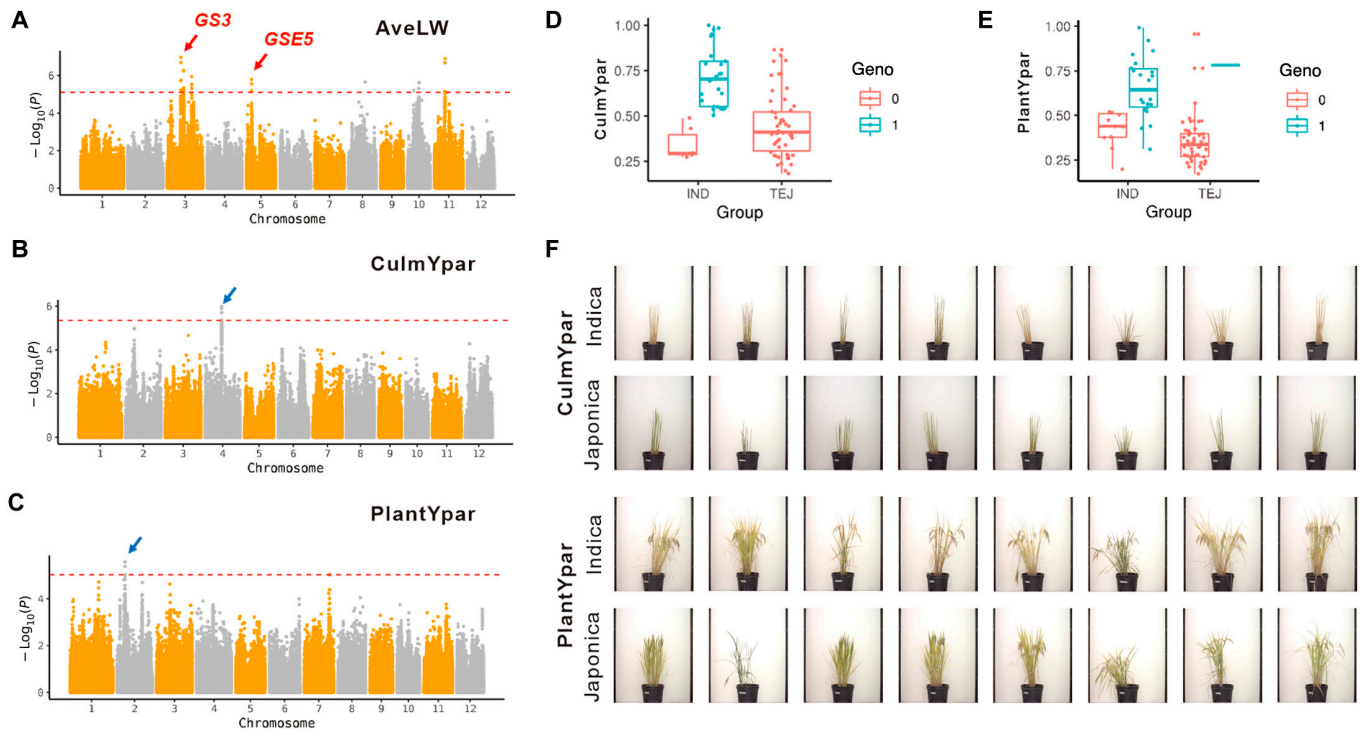 A
AveLW
GS3
GSE5
6
4
2
0
− Log10(P)
1 2 3 4 5 6 7 8 9 10 11 12
Chromosome
B
CulmYpar
6
4
2
0
− Log10(P)
1 2 3 4 5 6 7 8 9 10 11 12
Chromosome
C
PlantYpar
4
2
0
− Log10(P)
1 2 3 4 5 6 7 8 9 10 11 12
Chromosome
D
CulmYpar
1.00
0.75
0.50
0.25
IND TEJ
Group
Geno
0
1
E
PlantYpar
1.00
0.75
0.50
0.25
IND TEJ
Group
Geno
0
1
F
CulmYpar
Indica
Japonica
PlantYpar
Indica
Japonica